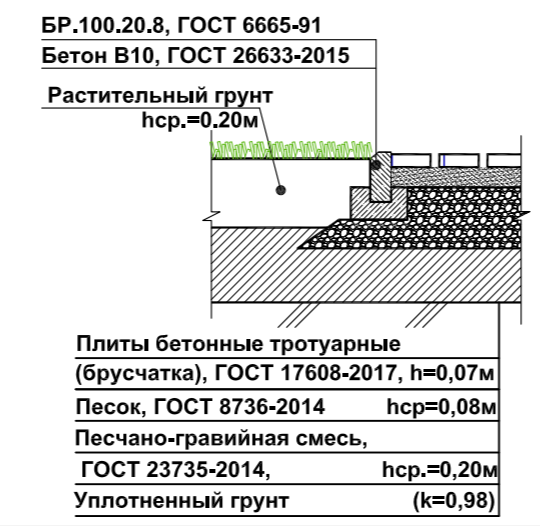 БР.100.20.8, ГОСТ 6665-91
Бетон В10, ГОСТ 26633-2015
Растительный грунт
hср.=0.20м
Плиты бетонные тротуарные
(брусчатка), ГОСТ 17608-2017, h=0,07м
Песок, ГОСТ 8736-2014 hср=0,08м
Песчано-гравийная смесь,
ГОСТ 23735-2014, hср.=0,20м
Уплотненный грунт (k=0,98)